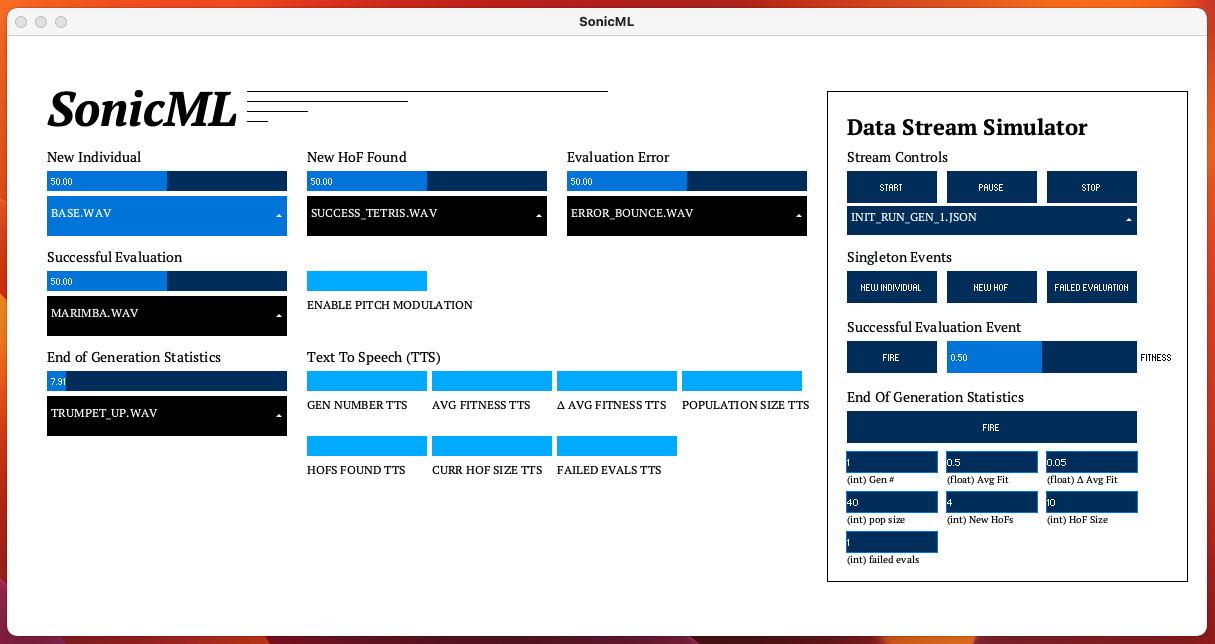 SonicML
SonicML
New Individual
50.00
BASE.WAV
New HoF Found
50.00
SUCCESS_TETRIS.WAV
Evaluation Error
50.00
ERROR_BOUNCE.WAV
Successful Evaluation
50.00
MARIMBA.WAV
ENABLE PITCH MODULATION
End of Generation Statistics
7.91
TRUMPET_UP.WAV
Text To Speech (TTS)
GEN NUMBER TTS
AVG FITNESS TTS
Δ AVG FITNESS TTS
POPULATION SIZE TTS
HOFS FOUND TTS
CURR HOF SIZE TTS
FAILED EVALS TTS
Data Stream Simulator
Stream Controls
START
PAUSE
STOP
INIT_RUN_GEN_1.JSON
Singleton Events
NEW INDIVIDUAL
NEW HOF
FAILED EVALUATION
Successful Evaluation Event
FIRE
0.50
FITNESS
End Of Generation Statistics
FIRE
1
0.5
0.05
(int) Gen #
(float) Avg Fit
(float) Δ Avg Fit
40
4
10
(int) pop size
(int) New HoFs
(int) HoF Size
1
(int) failed evals